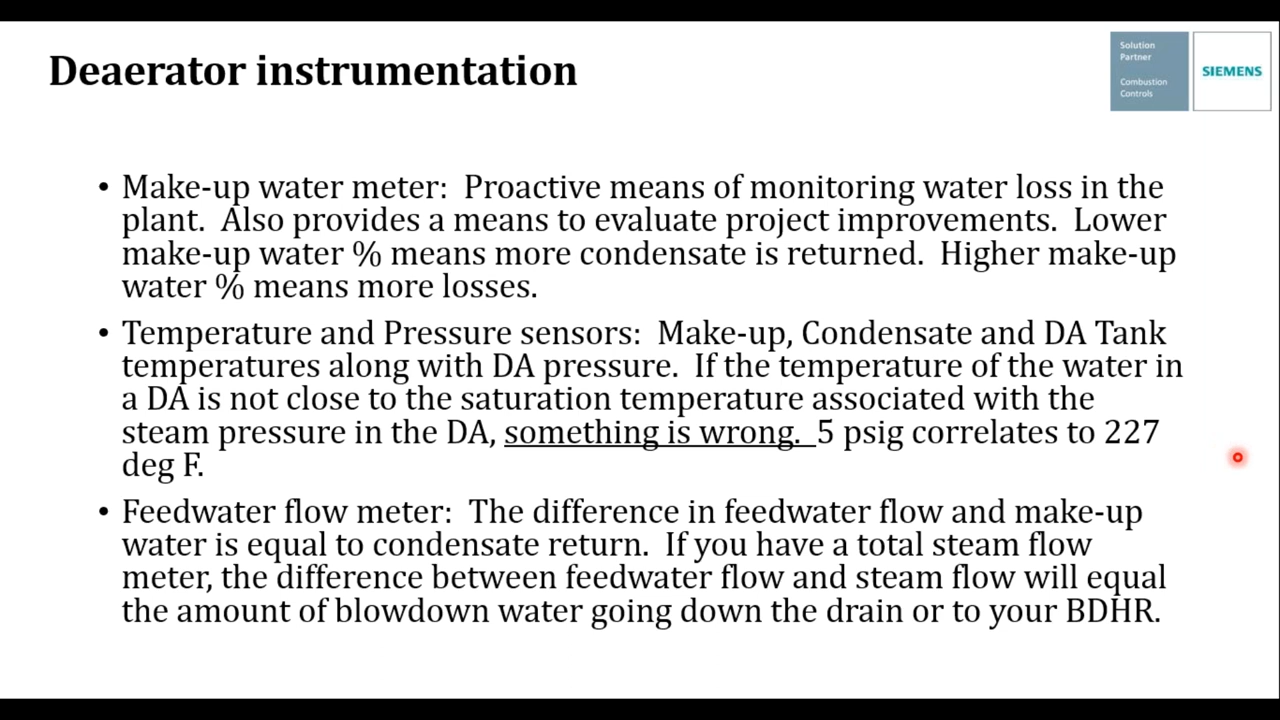 Deaerator instrumentation
Solution
Partner
Combustion
Controls
SIEMENS
• Make-up water meter:  Proactive means of monitoring water loss in the
plant.  Also provides a means to evaluate project improvements.  Lower
make-up water % means more condensate is returned.  Higher make-up
water % means more losses.
• Temperature and Pressure sensors:  Make-up, Condensate and DA Tank
temperatures along with DA pressure.  If the temperature of the water in
a DA is not close to the saturation temperature associated with the
steam pressure in the DA, something is wrong.  5 psig correlates to 227
deg F.
• Feedwater flow meter:  The difference in feedwater flow and make-up
water is equal to condensate return.  If you have a total steam flow
meter, the difference between feedwater flow and steam flow will equal
the amount of blowdown water going down the drain or to your BDHR.